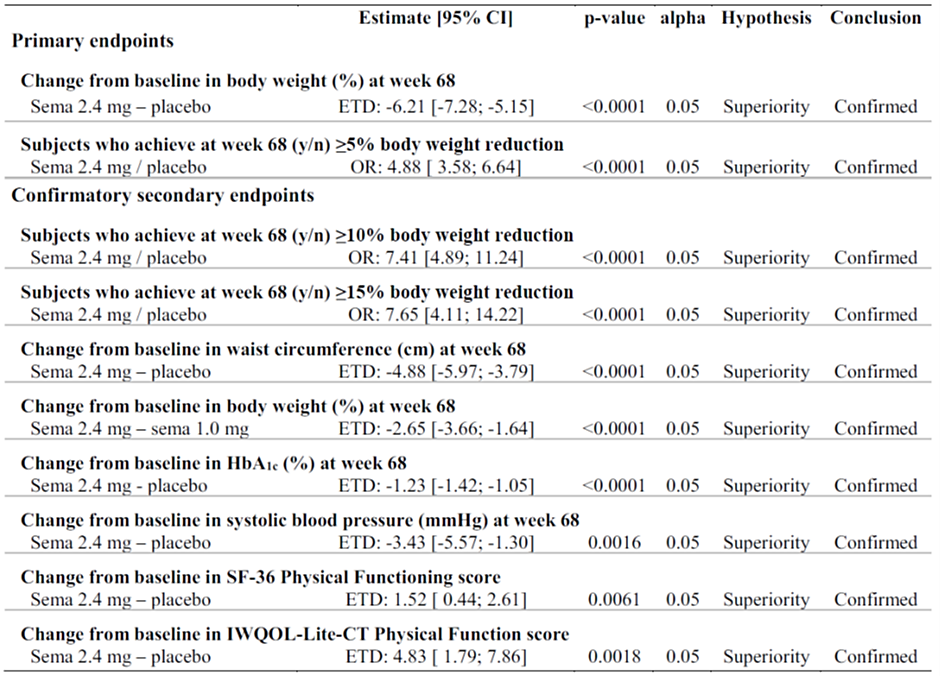 Estimate [95% CI] p-value alpha Hypothesis Conclusion
Primary endpoints
Change from baseline in body weight (%) at week 68
Sema 2.4 mg – placebo ETD: -6.21 [-7.28; -5.15] <0.0001 0.05 Superiority Confirmed
Subjects who achieve at week 68 (y/n) ≥5% body weight reduction
Sema 2.4 mg / placebo OR: 4.88 [ 3.58; 6.64] <0.0001 0.05 Superiority Confirmed
Confirmatory secondary endpoints
Subjects who achieve at week 68 (y/n) ≥10% body weight reduction
Sema 2.4 mg / placebo OR: 7.41 [4.89; 11.24] <0.0001 0.05 Superiority Confirmed
Subjects who achieve at week 68 (y/n) ≥15% body weight reduction
Sema 2.4 mg / placebo OR: 7.65 [4.11; 14.22] <0.0001 0.05 Superiority Confirmed
Change from baseline in waist circumference (cm) at week 68
Sema 2.4 mg – placebo ETD: -4.88 [-5.97; -3.79] <0.0001 0.05 Superiority Confirmed
Change from baseline in body weight (%) at week 68
Sema 2.4 mg – sema 1.0 mg ETD: -2.65 [-3.66; -1.64] <0.0001 0.05 Superiority Confirmed
Change from baseline in HbA1c (%) at week 68
Sema 2.4 mg - placebo ETD: -1.23 [-1.42; -1.05] <0.0001 0.05 Superiority Confirmed
Change from baseline in systolic blood pressure (mmHg) at week 68
Sema 2.4 mg – placebo ETD: -3.43 [-5.57; -1.30] 0.0016 0.05 Superiority Confirmed
Change from baseline in SF-36 Physical Functioning score
Sema 2.4 mg – placebo ETD: 1.52 [ 0.44; 2.61] 0.0061 0.05 Superiority Confirmed
Change from baseline in IWQOL-Lite-CT Physical Function score
Sema 2.4 mg – placebo ETD: 4.83 [ 1.79; 7.86] 0.0018 0.05 Superiority Confirmed